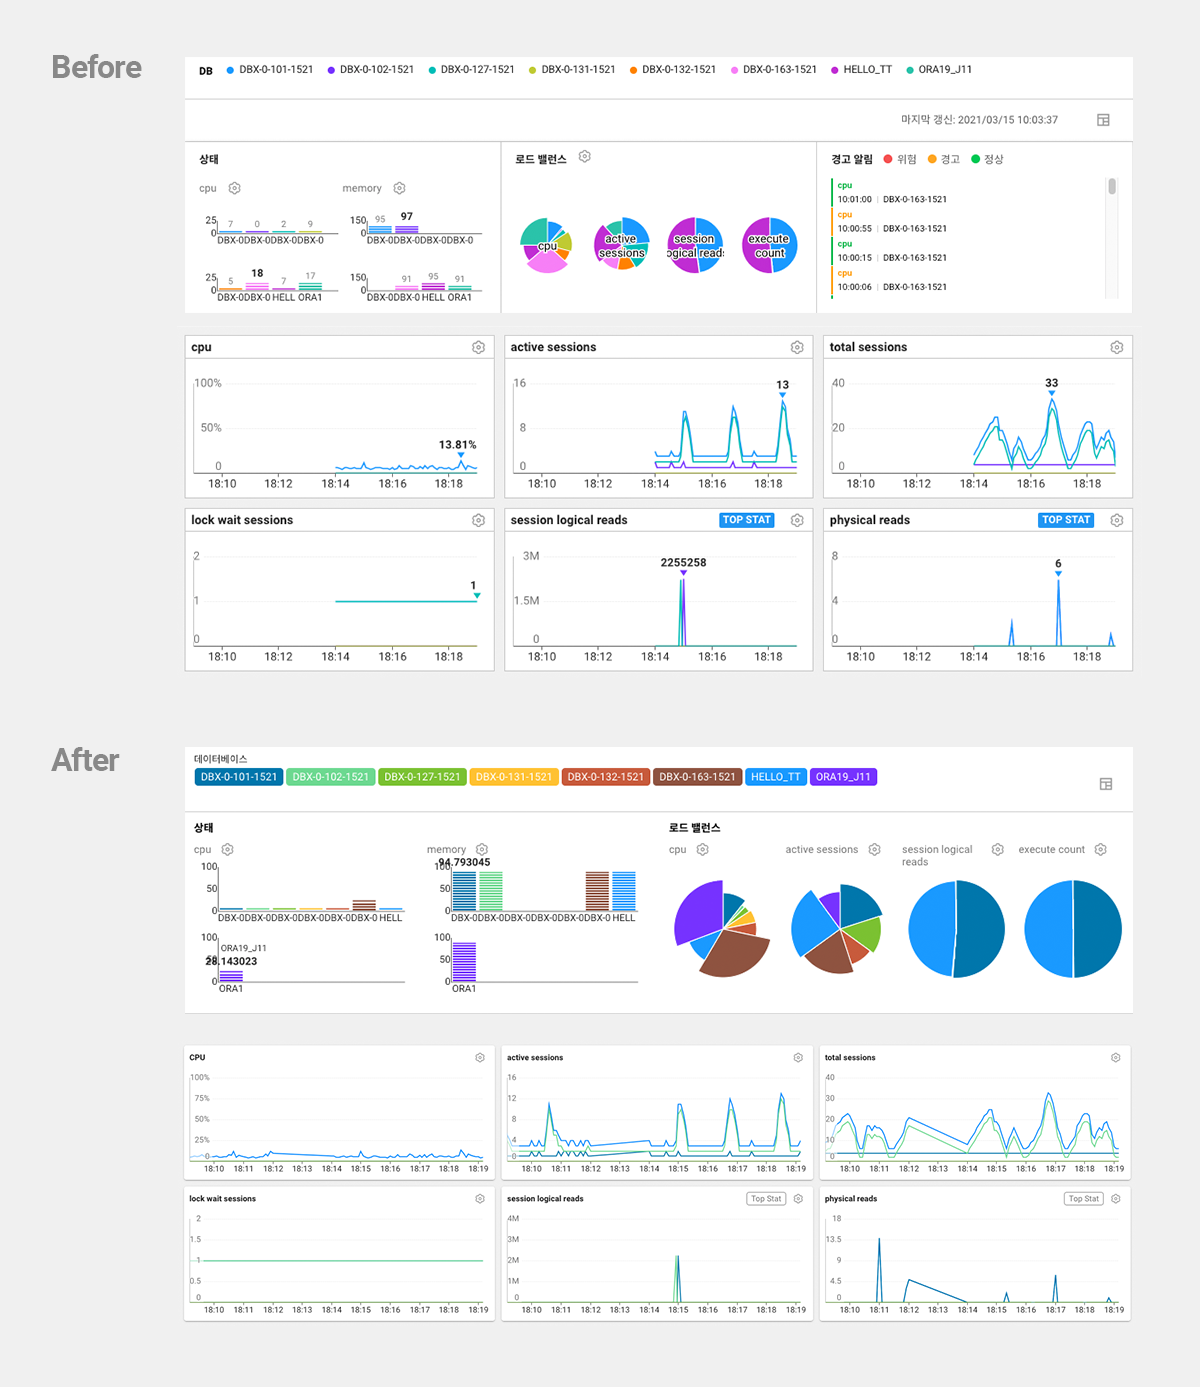 Before
DB DBX-0-101-1521 DBX-0-102-1521 DBX-0-127-1521 DBX-0-131-1521 DBX-0-132-1521 DBX-0-163-1521 HELLO_TT ORA19_J11
마지막 갱신: 2021/03/15 10:03:37
상태
cpu
25
0
7 0 2 9
DBX-0DBX-0DBX-0DBX-0
25
0
5 18 7 17
DBX-0DBX-0 HELL ORA1
memory
150
0
95 97
DBX-0DBX-0DBX-0DBX-0
150
0
91 95 91
DBX-0DBX-0 HELL ORA1
로드 밸런스
cpu
active
sessions
session
logical reads
execute
count
경고 알림 위험 경고 정상
cpu
10:01:00 | DBX-0-163-1521
cpu
10:00:55 | DBX-0-163-1521
cpu
10:00:15 | DBX-0-163-1521
cpu
10:00:06 | DBX-0-163-1521
cpu
100%
50%
0
13.81%
18:10 18:12 18:14 18:16 18:18
active sessions
16
8
0
13
18:10 18:12 18:14 18:16 18:18
total sessions
40
20
0
33
18:10 18:12 18:14 18:16 18:18
lock wait sessions
2
1
0
1
18:10 18:12 18:14 18:16 18:18
session logical reads TOP STAT
3M
1.5M
0
2255258
18:10 18:12 18:14 18:16 18:18
physical reads TOP STAT
8
4
0
6
18:10 18:12 18:14 18:16 18:18
After
데이터베이스
DBX-0-101-1521 DBX-0-102-1521 DBX-0-127-1521 DBX-0-131-1521 DBX-0-132-1521 DBX-0-163-1521 HELLO_TT ORA19_J11
상태
cpu
100
50
0
DBX-0DBX-0DBX-0DBX-0DBX-0DBX-0 HELL
100
50
0
ORA19_J11
28.143023
ORA1
memory
94.793045
100
50
0
DBX-0DBX-0DBX-0DBX-0DBX-0DBX-0 HELL
100
50
0
ORA1
로드 밸런스
cpu
active sessions
session logical
reads
execute count
CPU
100%
75%
50%
25%
0
18:10 18:11 18:12 18:13 18:14 18:15 18:16 18:17 18:18 18:19
active sessions
16
12
8
4
0
18:10 18:11 18:12 18:13 18:14 18:15 18:16 18:17 18:18 18:19
total sessions
40
30
20
10
0
18:10 18:11 18:12 18:13 18:14 18:15 18:16 18:17 18:18 18:19
lock wait sessions
2
1.5
1
0.5
0
18:10 18:11 18:12 18:13 18:14 18:15 18:16 18:17 18:18 18:19
session logical reads Top Stat
4M
3M
2M
1M
0
18:10 18:11 18:12 18:13 18:14 18:15 18:16 18:17 18:18 18:19
physical reads Top Stat
18
13.5
9
4.5
0
18:10 18:11 18:12 18:13 18:14 18:15 18:16 18:17 18:18 18:19